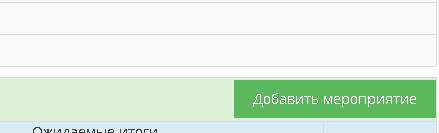 Добавить мероприятие
Ожидаемые итоги